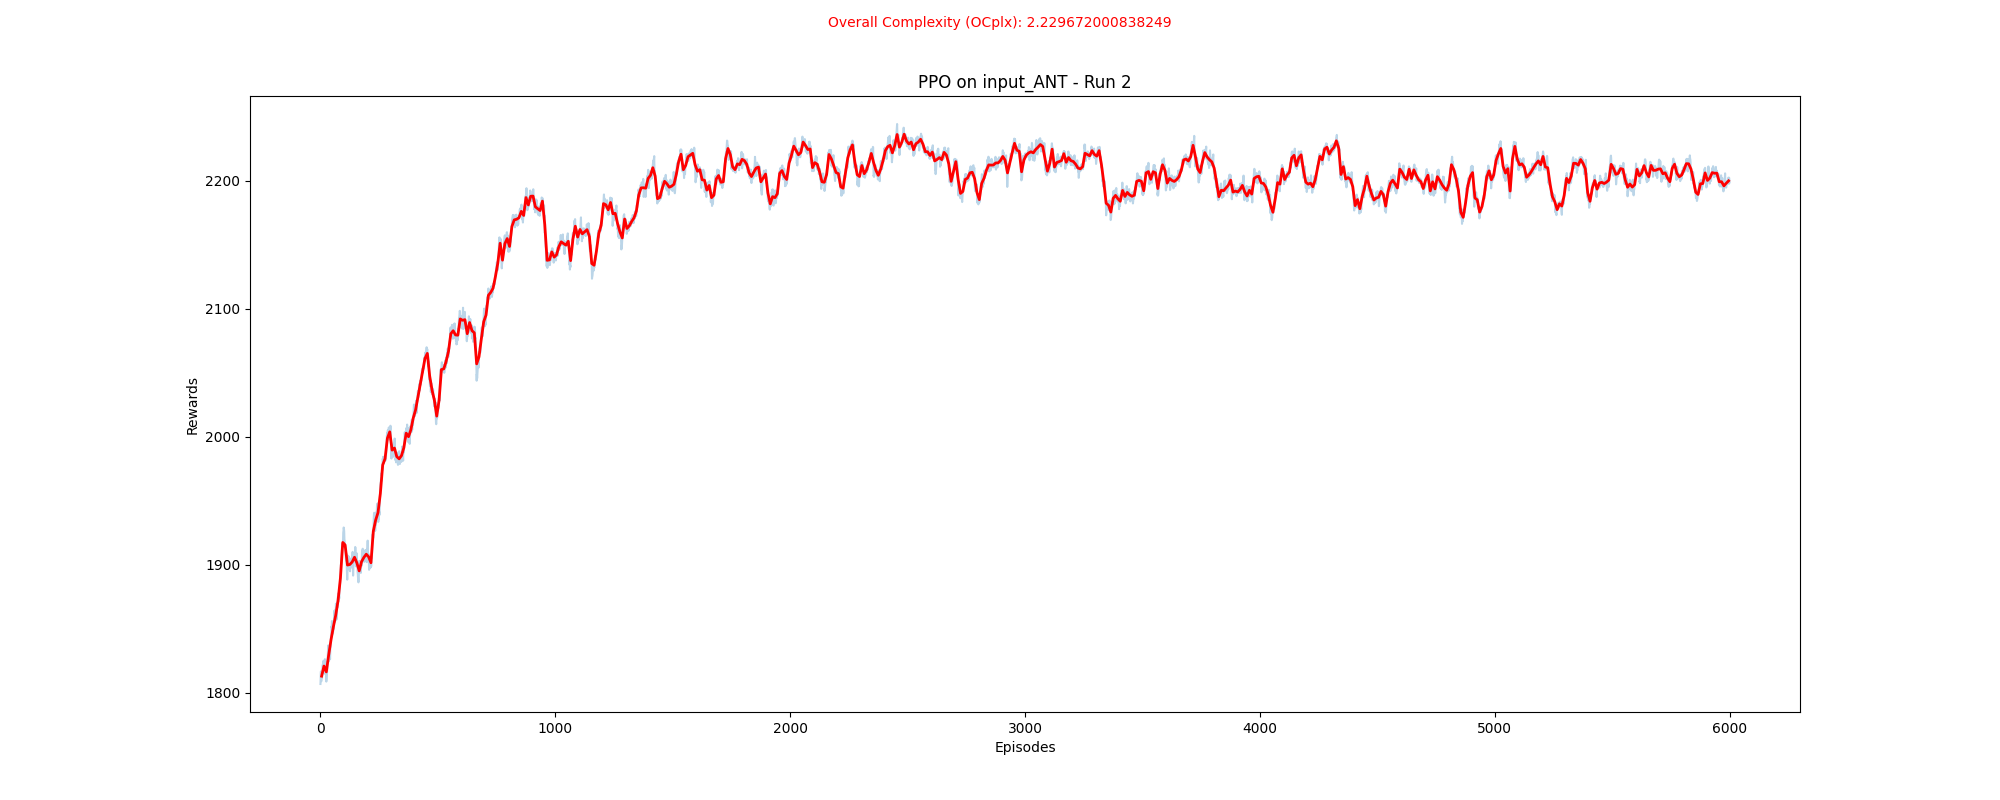 Overall Complexity (OCplx): 2.229672000838249
PPO on input_ANT - Run 2
Rewards
2200
2100
2000
1900
1800
0 1000 2000 3000 4000 5000 6000
Episodes